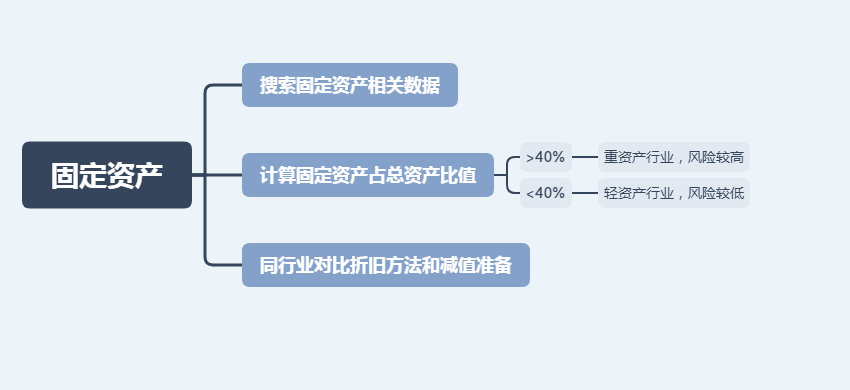 固定资产
搜索固定资产相关数据
计算固定资产占总资产比值
>40%
重资产行业，风险较高
<40%
轻资产行业，风险较低
同行业对比折旧方法和减值准备